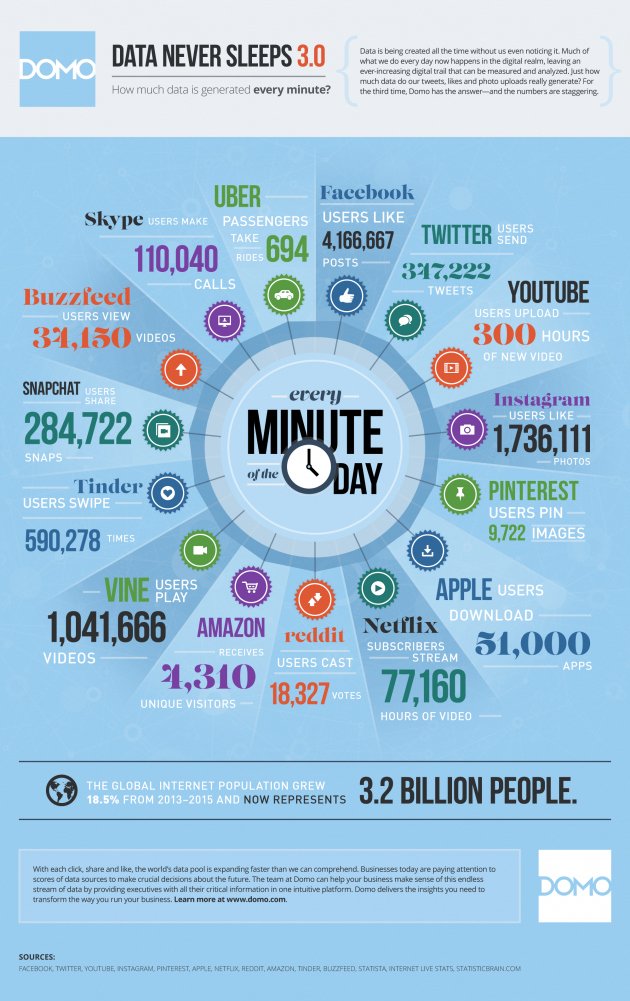 DOMO
DATA NEVER SLEEPS 3.0
How much data is generated every minute?
Data is being created all the time without us even noticing it. Much of
what we do every day now happens in the digital realm, leaving an
ever-increasing digital trail that can be measured and analyzed. Just how
much data do our tweets, likes and photo uploads really generate? For
the third time, Domo has the answer—and the numbers are staggering.
UBER
PASSENGERS
TAKE
RIDES 694
Facebook
USERS LIKE
4,166,667
POSTS
TWITTER USERS
SEND
347,222
TWEETS
YOUTUBE
USERS UPLOAD
300 HOURS
OF NEW VIDEO
Instagram
USERS LIKE
1,736,111
PHOTOS
PINTEREST
USERS PIN
9,722 IMAGES
APPLE USERS
DOWNLOAD
51,000
APPS
Netflix
SUBSCRIBERS
STREAM
77,160
HOURS OF VIDEO
reddit
USERS CAST
18,327 VOTES
AMAZON
RECEIVES
4,310
UNIQUE VISITORS
VINE USERS
PLAY
1,041,666
VIDEOS
Tinder
USERS SWIPE
590,278 TIMES
SNAPCHAT USERS
SHARE
284,722
SNAPS
Buzzfeed
USERS VIEW
34,150 VIDEOS
Skype USERS MAKE
110,040
CALLS
every
MINUTE
of the DAY
THE GLOBAL INTERNET POPULATION GREW
18.5% FROM 2013–2015 AND NOW REPRESENTS
3.2 BILLION PEOPLE.
With each click, share and like, the world's data pool is expanding faster than we can comprehend. Businesses today are paying attention to
scores of data sources to make crucial decisions about the future. The team at Domo can help your business make sense of this endless
stream of data by providing executives with all their critical information in one intuitive platform. Domo delivers the insights you need to
transform the way you run your business. Learn more at www.domo.com.
DOMO
SOURCES:
FACEBOOK, TWITTER, YOUTUBE, INSTAGRAM, PINTEREST, APPLE, NETFLIX, REDDIT, AMAZON, TINDER, BUZZFEED, STATISTA, INTERNET LIVE STATS, STATISTICBRAIN.COM